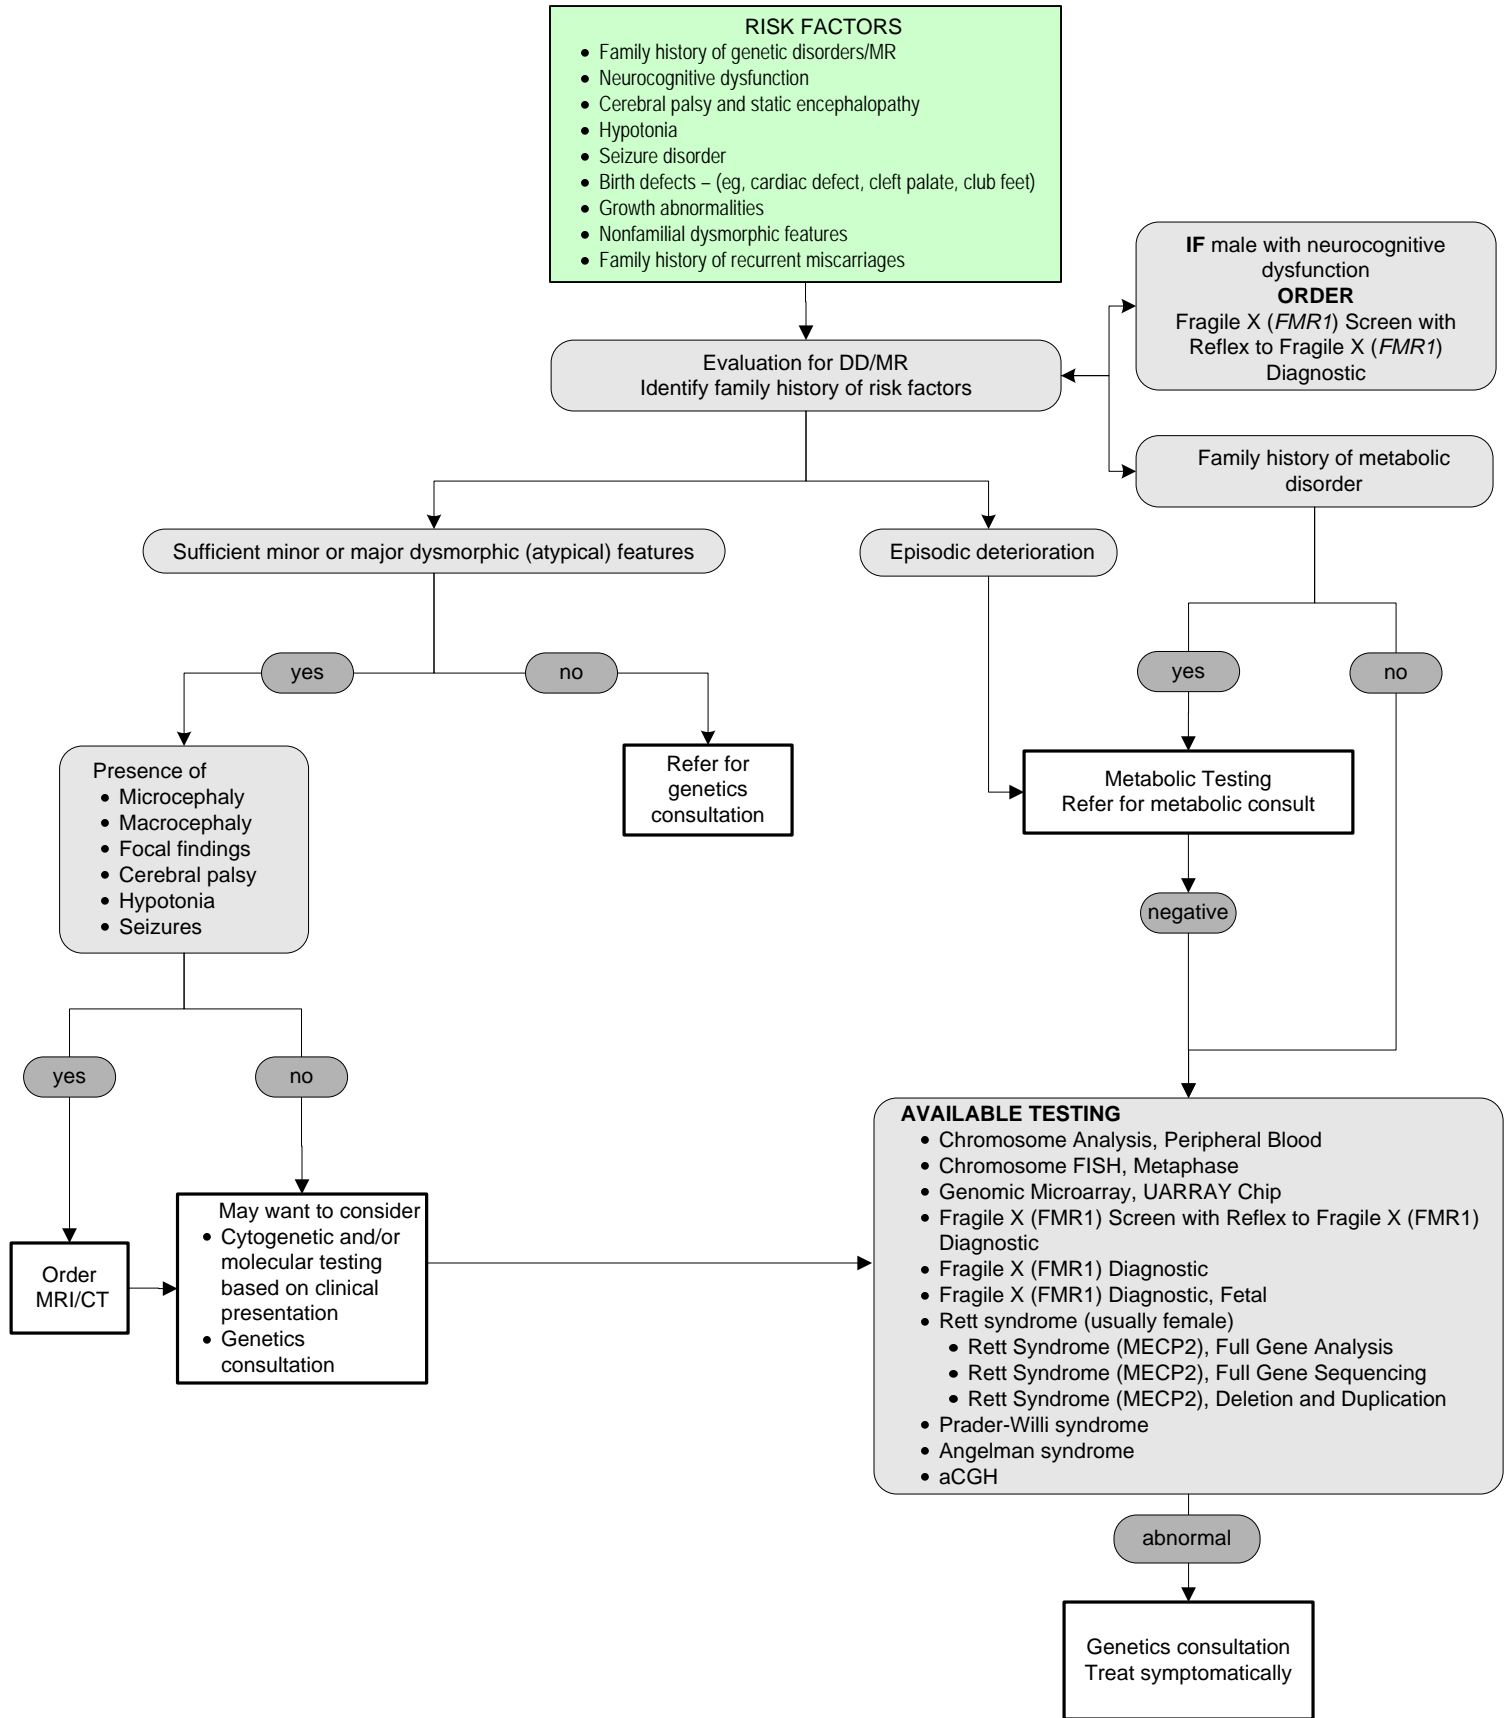 RISK FACTORS
• Family history of genetic disorders/MR
• Neurocognitive dysfunction
• Cerebral palsy and static encephalopathy
• Hypotonia
• Seizure disorder
• Birth defects – (eg, cardiac defect, cleft palate, club feet)
• Growth abnormalities
• Nonfamilial dysmorphic features
• Family history of recurrent miscarriages
IF male with neurocognitive
dysfunction
ORDER
Fragile X (FMR1) Screen with
Reflex to Fragile X (FMR1)
Diagnostic
Evaluation for DD/MR
Identify family history of risk factors
Family history of metabolic
disorder
Sufficient minor or major dysmorphic (atypical) features
Episodic deterioration
yes
no
yes
no
Presence of
• Microcephaly
• Macrocephaly
• Focal findings
• Cerebral palsy
• Hypotonia
• Seizures
Refer for
genetics
consultation
Metabolic Testing
Refer for metabolic consult
negative
yes
no
AVAILABLE TESTING
• Chromosome Analysis, Peripheral Blood
• Chromosome FISH, Metaphase
• Genomic Microarray, UARRAY Chip
• Fragile X (FMR1) Screen with Reflex to Fragile X (FMR1)
Diagnostic
• Fragile X (FMR1) Diagnostic
• Fragile X (FMR1) Diagnostic, Fetal
• Rett syndrome (usually female)
• Rett Syndrome (MECP2), Full Gene Analysis
• Rett Syndrome (MECP2), Full Gene Sequencing
• Rett Syndrome (MECP2), Deletion and Duplication
• Prader-Willi syndrome
• Angelman syndrome
• aCGH
Order
MRI/CT
May want to consider
• Cytogenetic and/or
molecular testing
based on clinical
presentation
• Genetics
consultation
abnormal
Genetics consultation
Treat symptomatically